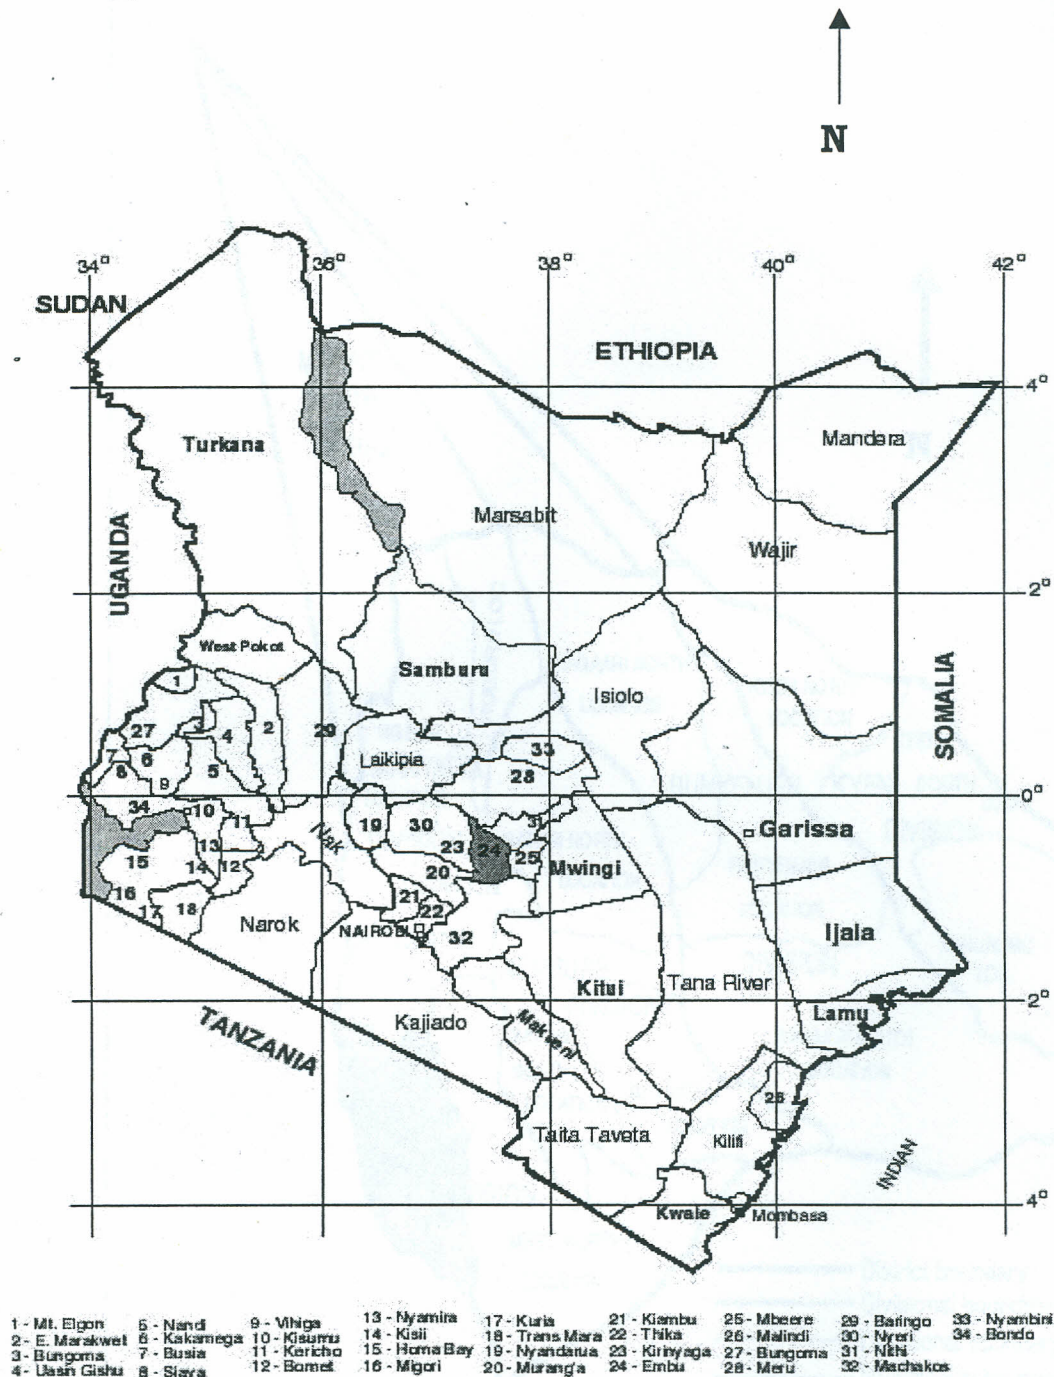 N
34° 36° 38° 40° 42°
SUDAN
ETHIOPIA
4°
Turkana
Mandera
Marsabit
Wajir
UGANDA
2°
West Pokot
Samburu
SOMALIA
1
Isiolo
27 3 4 2 29
33
7 6
Laikipia
8 9 5
28
0°
34 10
11
31
19 30
Garissa
Nak
13
23 24 25
15
14 12
Mwingi
20
16
21
17 18
22
Narok
NAIROBI
32
Ijala
Kitui
Tana River
2°
Lamu
TANZANIA
Kajiado
Makueni
26
Taita Taveta
Kilifi
INDIAN
4°
Kwale
Mombasa
1 - Mt. Elgon
2 - E. Marakwet
3 - Bungoma
4 - Uasin Gishu
5 - Nandi
6 - Kakamega
7 - Busia
8 - Siaya
9 - Vihiga
10 - Kisumu
11 - Kericho
12 - Bomet
13 - Nyamira
14 - Kisii
15 - Homa Bay
16 - Migori
17 - Kuria
18 - Trans Mara
19 - Nyandarua
20 - Murang'a
21 - Kiambu
22 - Thika
23 - Kirinyaga
24 - Embu
25 - Mbeere
26 - Malindi
27 - Bungoma
28 - Meru
29 - Baringo
30 - Nyeri
31 - Nithi
32 - Machakos
33 - Nyambini
34 - Bondo